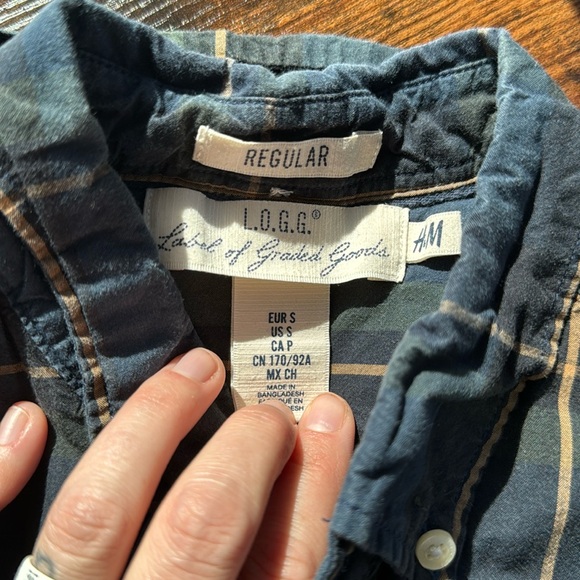 REGULAR
L.O.G.G.®
Label of Graded Goods
H&M
EUR S
US S
CA P
CN 170/92A
MX CH
MADE IN
BANGLADESH